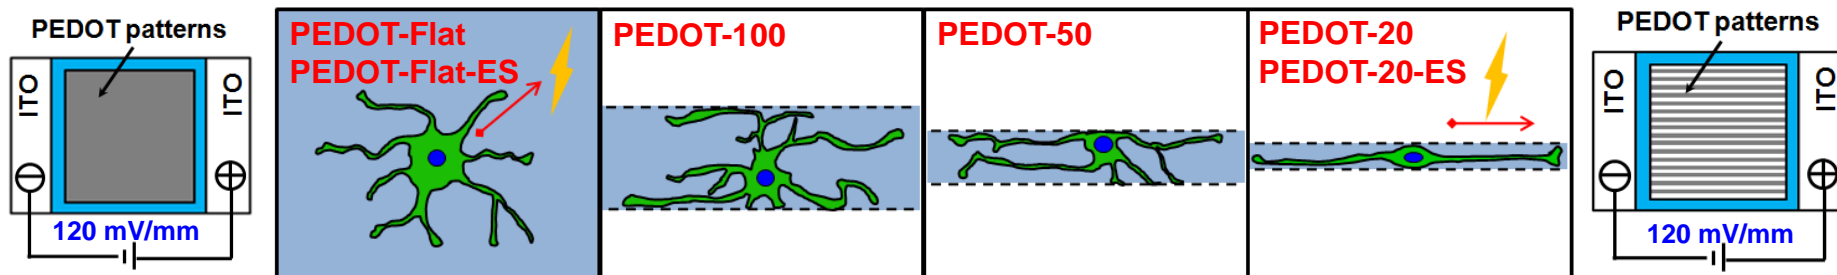 PEDOT patterns
ITO
ITO
120 mV/mm
PEDOT-Flat
PEDOT-Flat-ES
PEDOT-100
PEDOT-50
PEDOT-20
PEDOT-20-ES
PEDOT patterns
ITO
ITO
120 mV/mm